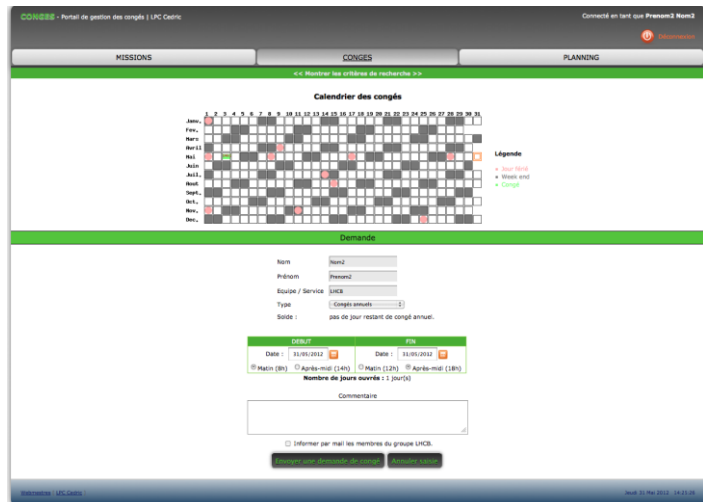 CONGES - Portail de gestion des congés | LPC Cedric
Connecté en tant que Prenom2 Nom2
Déconnexion
MISSIONS CONGES PLANNING
<< Montrer les critères de recherche >>
Calendrier des congés
1 2 3 4 5 6 7 8 9 10 11 12 13 14 15 16 17 18 19 20 21 22 23 24 25 26 27 28 29 30 31
Janv.
Fev.
Mars
Avril
Mai
Juin
Juil.
Aout
Sept.
Oct.
Nov.
Dec.
Légende
Jour férié
Week end
Congé
Demande
Nom Nom2
Prénom Prenom2
Equipe / Service LHCB
Type Congés annuels
Solde : pas de jour restant de congé annuel.
DEBUT FIN
Date : 31/05/2012 Date : 31/05/2012
Matin (8h) Après-midi (14h) Matin (12h) Après-midi (18h)
Nombre de jours ouvrés : 1 jour(s)
Commentaire
Informer par mail les membres du groupe LHCB.
Envoyer une demande de congé Annuler saisie
Webmestres | LPC Cedric
Jeudi 31 Mai 2012